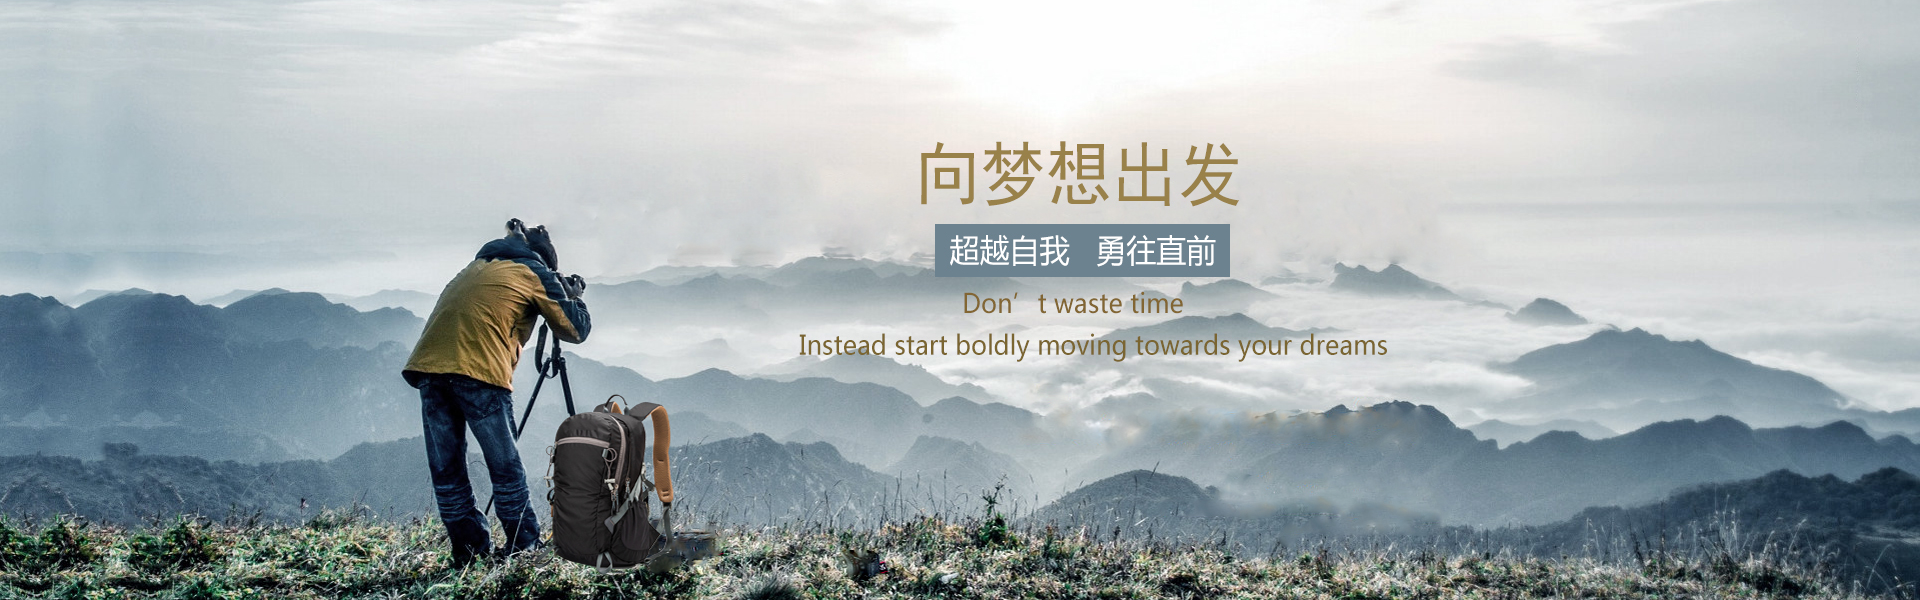 向梦想出发
超越自我 勇往直前
Don’t waste time
Instead start boldly moving towards your dreams